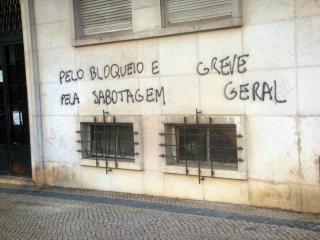 PELO BLOQUEIO E GREVE
PELA SABOTAGEM GERAL